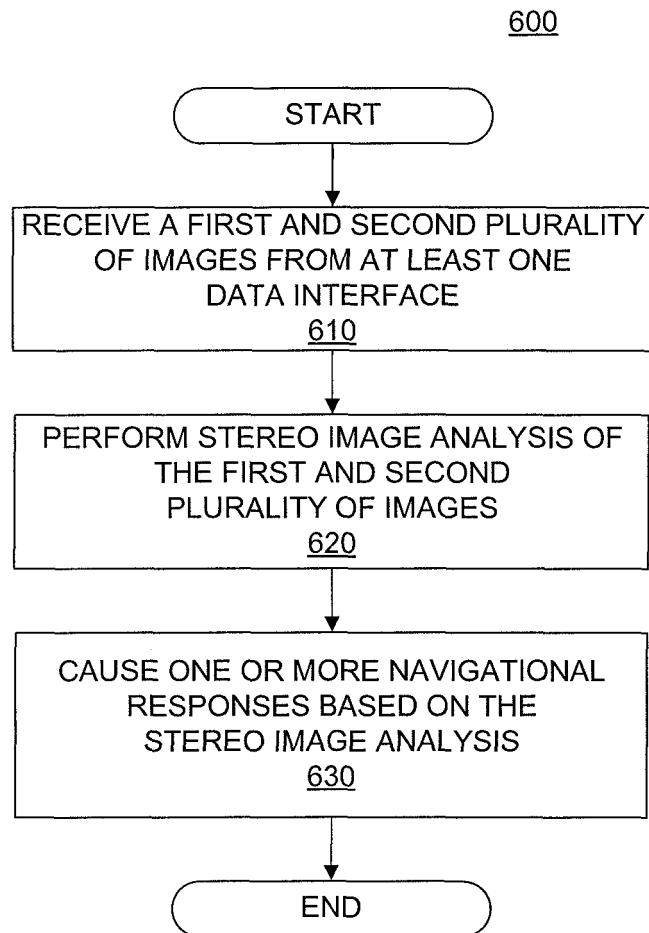 600
START
RECEIVE A FIRST AND SECOND PLURALITY
OF IMAGES FROM AT LEAST ONE
DATA INTERFACE
610
PERFORM STEREO IMAGE ANALYSIS OF
THE FIRST AND SECOND
PLURALITY OF IMAGES
620
CAUSE ONE OR MORE NAVIGATIONAL
RESPONSES BASED ON THE
STEREO IMAGE ANALYSIS
630
END